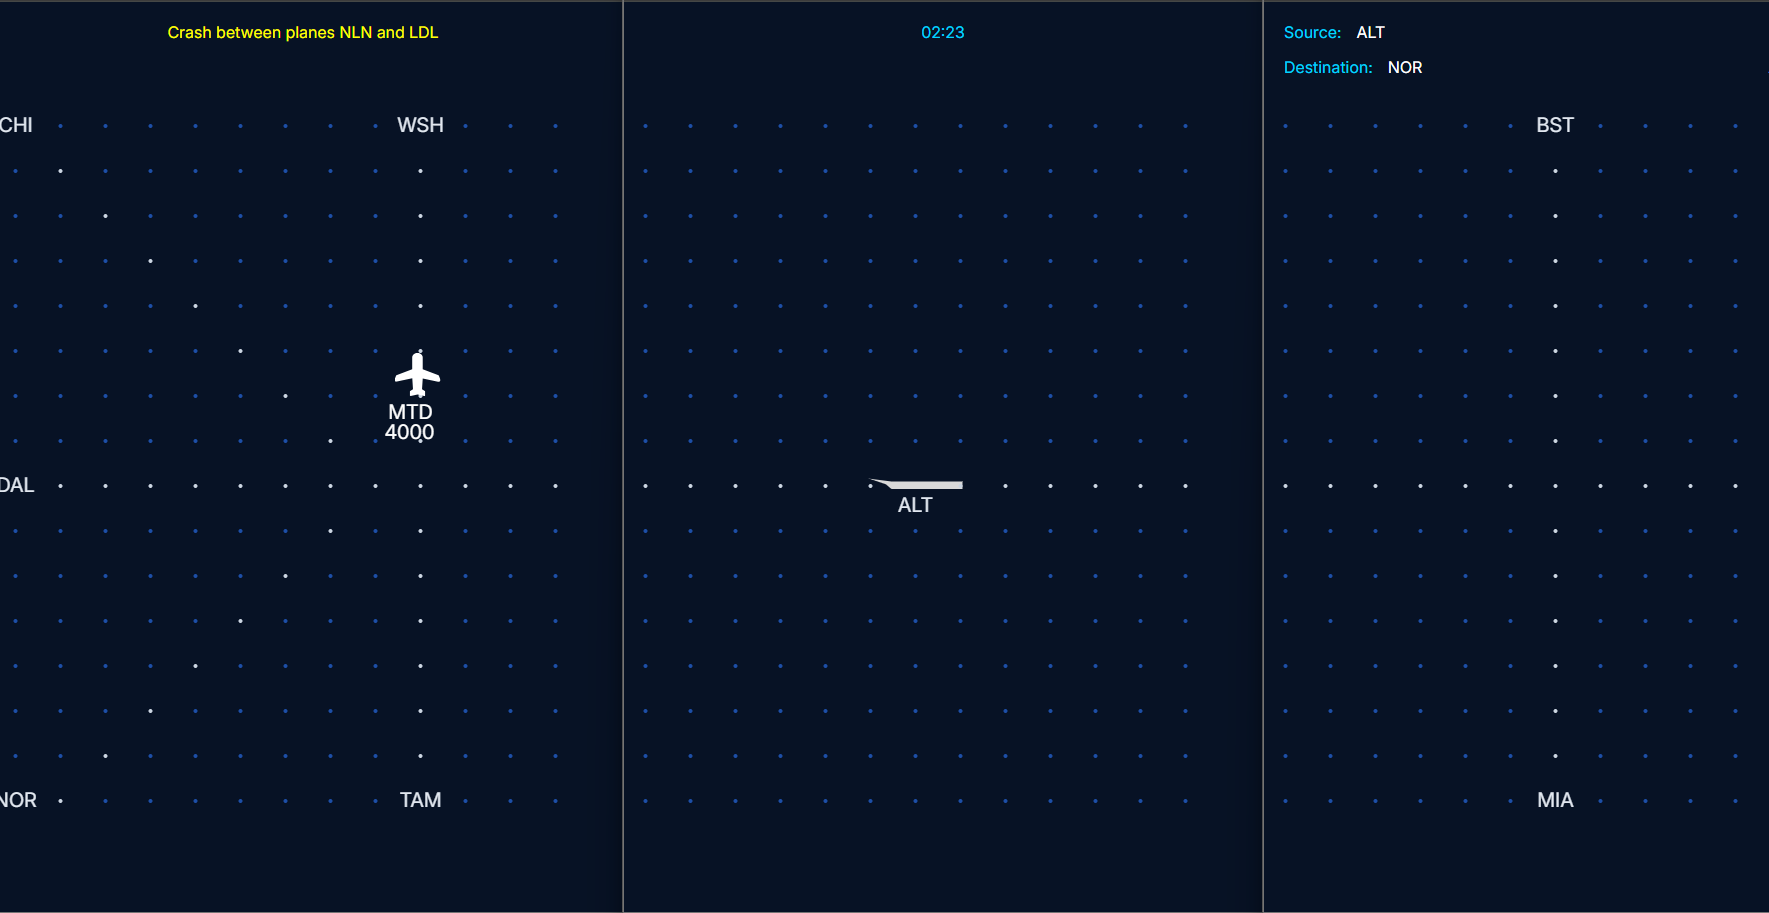 Crash between planes NLN and LDL
CHI
WSH
MTD
4000
DAL
NOR
TAM
02:23
ALT
Source: ALT
Destination: NOR
BST
MIA